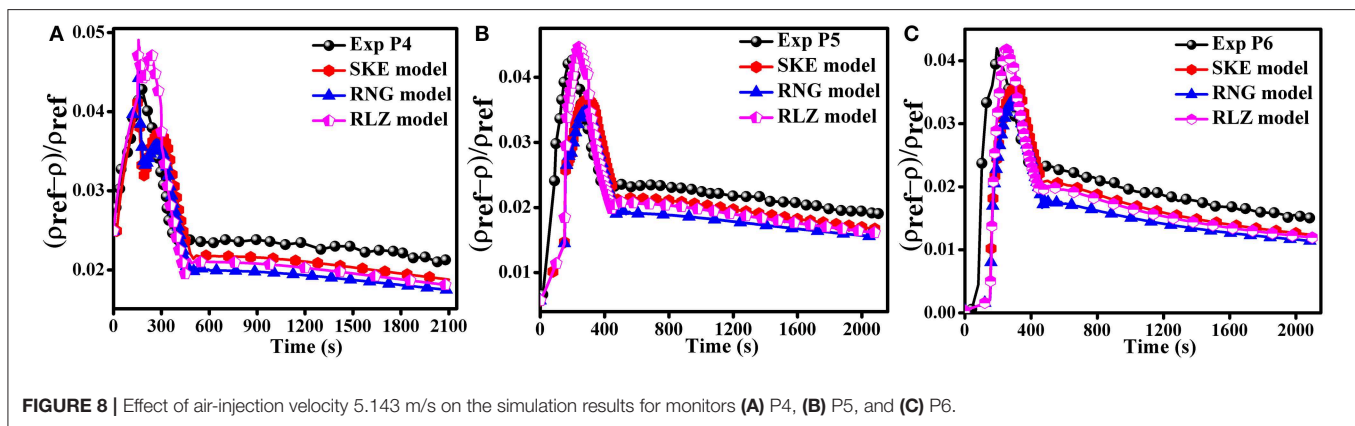 A
0.05
0.04
0.03
0.02
(ρref-ρ)/ρref
0 300 600 900 1200 1500 1800 2100
Time (s)
Exp P4
SKE model
RNG model
RLZ model
B
0.04
0.03
0.02
0.01
(ρref-ρ)/ρref
0 400 800 1200 1600 2000
Time (s)
Exp P5
SKE model
RNG model
RLZ model
C
0.04
0.03
0.02
0.01
0.00
(ρref-ρ)/ρref
0 400 800 1200 1600 2000
Time (s)
Exp P6
SKE model
RNG model
RLZ model
FIGURE 8 | Effect of air-injection velocity 5.143 m/s on the simulation results for monitors (A) P4, (B) P5, and (C) P6.